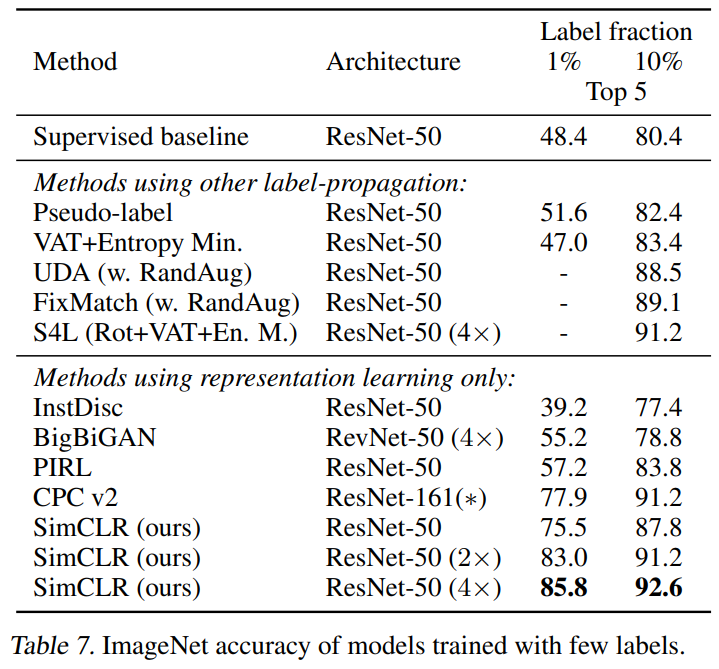 Label fraction
Method Architecture 1% 10%
Top 5
Supervised baseline ResNet-50 48.4 80.4
Methods using other label-propagation:
Pseudo-label ResNet-50 51.6 82.4
VAT+Entropy Min. ResNet-50 47.0 83.4
UDA (w. RandAug) ResNet-50 - 88.5
FixMatch (w. RandAug) ResNet-50 - 89.1
S4L (Rot+VAT+En. M.) ResNet-50 (4×) - 91.2
Methods using representation learning only:
InstDisc ResNet-50 39.2 77.4
BigBiGAN RevNet-50 (4×) 55.2 78.8
PIRL ResNet-50 57.2 83.8
CPC v2 ResNet-161(∗) 77.9 91.2
SimCLR (ours) ResNet-50 75.5 87.8
SimCLR (ours) ResNet-50 (2×) 83.0 91.2
SimCLR (ours) ResNet-50 (4×) 85.8 92.6
Table 7. ImageNet accuracy of models trained with few labels.